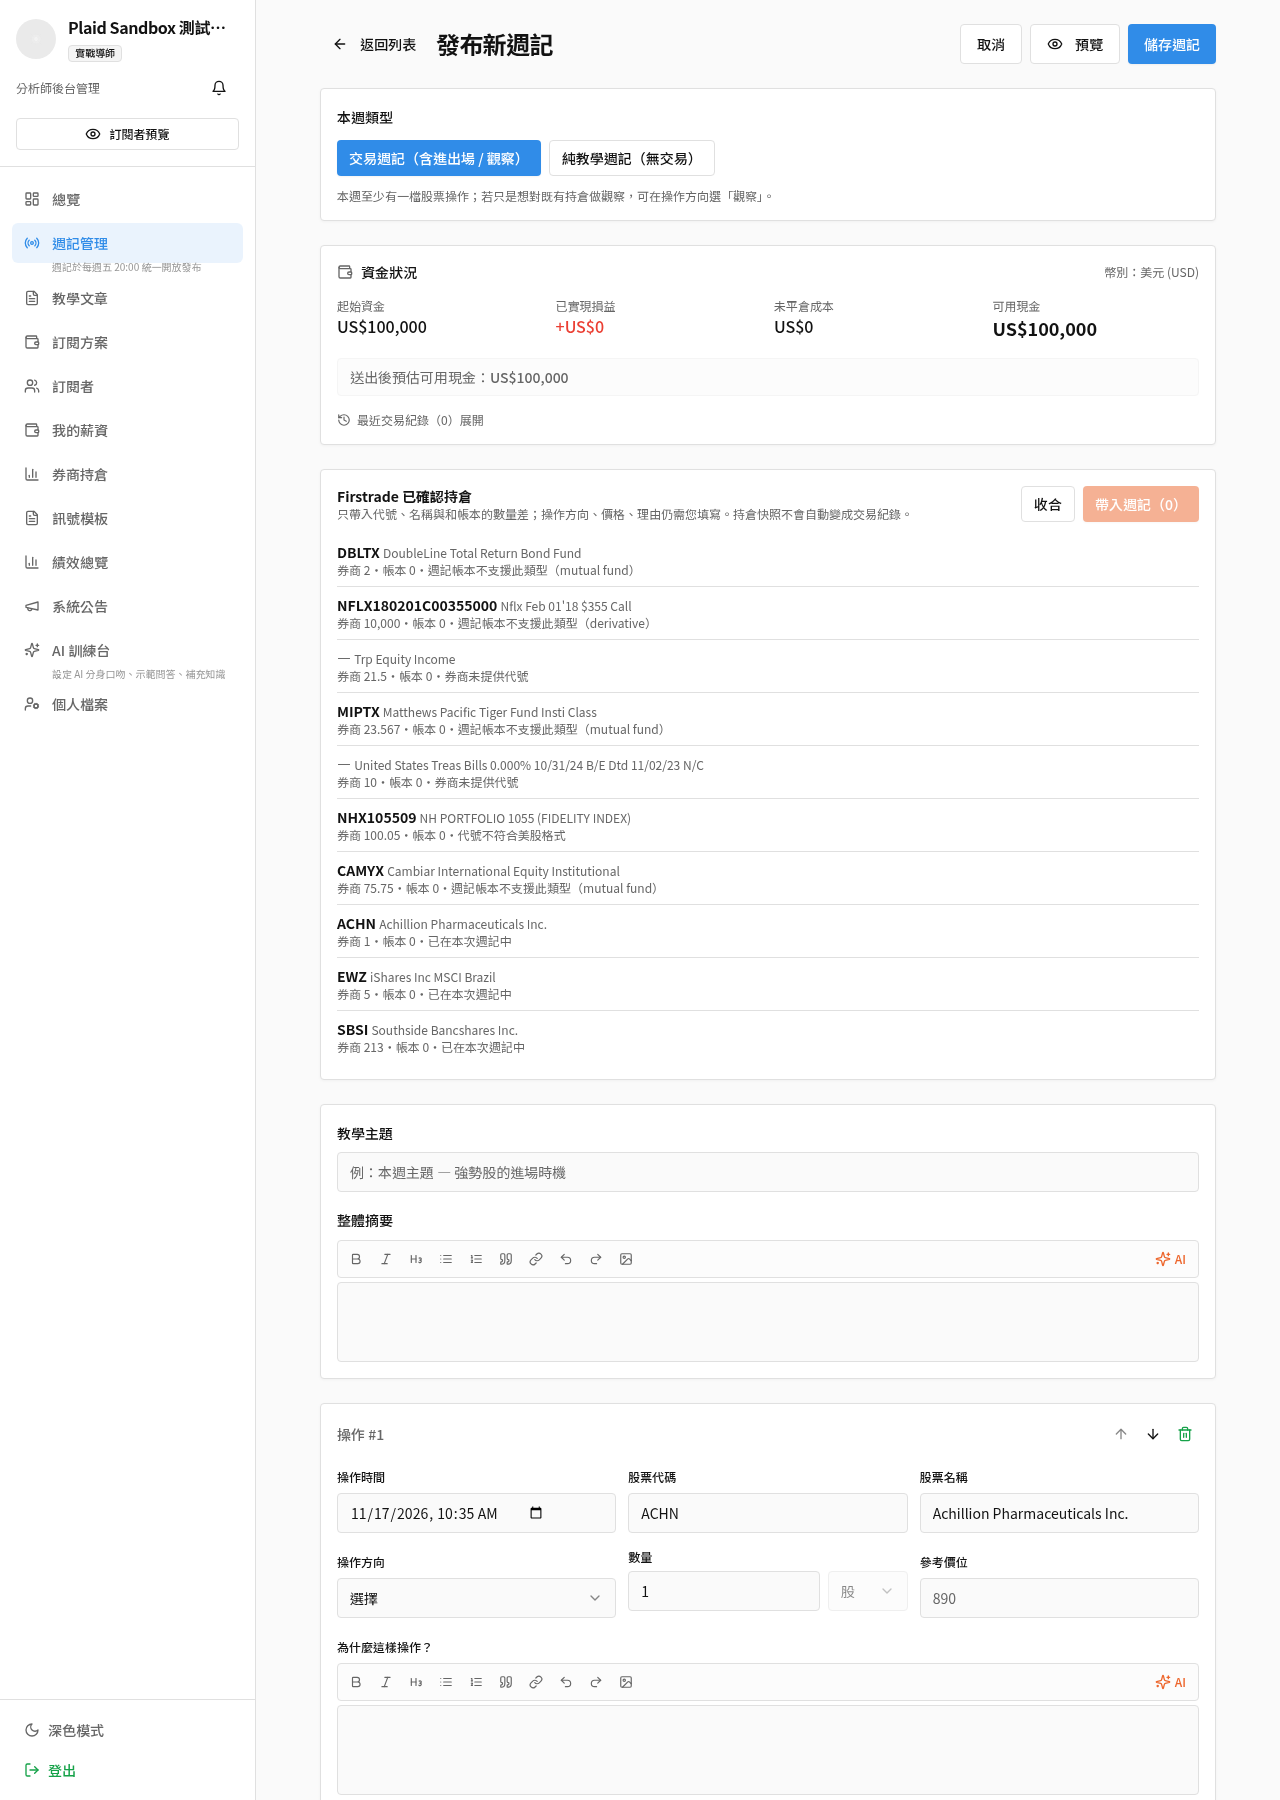 Plaid Sandbox 測試…
實戰導師
分析師後台管理
訂閱者預覽
總覽
週記管理
週記於每週五 20:00 統一開放發布
教學文章
訂閱方案
訂閱者
我的薪資
券商持倉
訊號模板
績效總覽
系統公告
AI 訓練台
設定 AI 分身口吻、示範問答、補充知識
個人檔案
深色模式
登出
返回列表
發布新週記
取消
預覽
儲存週記
本週類型
交易週記（含進出場 / 觀察）
純教學週記（無交易）
本週至少有一檔股票操作；若只是想對既有持倉做觀察，可在操作方向選「觀察」。
資金狀況
幣別：美元 (USD)
起始資金
US$100,000
已實現損益
+US$0
未平倉成本
US$0
可用現金
US$100,000
送出後預估可用現金：US$100,000
最近交易紀錄（0）展開
Firstrade 已確認持倉
只帶入代號、名稱與和帳本的數量差；操作方向、價格、理由仍需您填寫。持倉快照不會自動變成交易紀錄。
收合
帶入週記（0）
DBLTX DoubleLine Total Return Bond Fund
券商 2・帳本 0・週記帳本不支援此類型（mutual fund）
NFLX180201C00355000 Nflx Feb 01'18 $355 Call
券商 10,000・帳本 0・週記帳本不支援此類型（derivative）
— Trp Equity Income
券商 21.5・帳本 0・券商未提供代號
MIPTX Matthews Pacific Tiger Fund Insti Class
券商 23.567・帳本 0・週記帳本不支援此類型（mutual fund）
— United States Treas Bills 0.000% 10/31/24 B/E Dtd 11/02/23 N/C
券商 10・帳本 0・券商未提供代號
NHX105509 NH PORTFOLIO 1055 (FIDELITY INDEX)
券商 100.05・帳本 0・代號不符合美股格式
CAMYX Cambiar International Equity Institutional
券商 75.75・帳本 0・週記帳本不支援此類型（mutual fund）
ACHN Achillion Pharmaceuticals Inc.
券商 1・帳本 0・已在本次週記中
EWZ iShares Inc MSCI Brazil
券商 5・帳本 0・已在本次週記中
SBSI Southside Bancshares Inc.
券商 213・帳本 0・已在本次週記中
教學主題
例：本週主題 — 強勢股的進場時機
整體摘要
H3
AI
操作 #1
操作時間
11/17/2026, 10:35 AM
股票代碼
ACHN
股票名稱
Achillion Pharmaceuticals Inc.
操作方向
選擇
數量
1
股
參考價位
890
為什麼這樣操作？
H3
AI